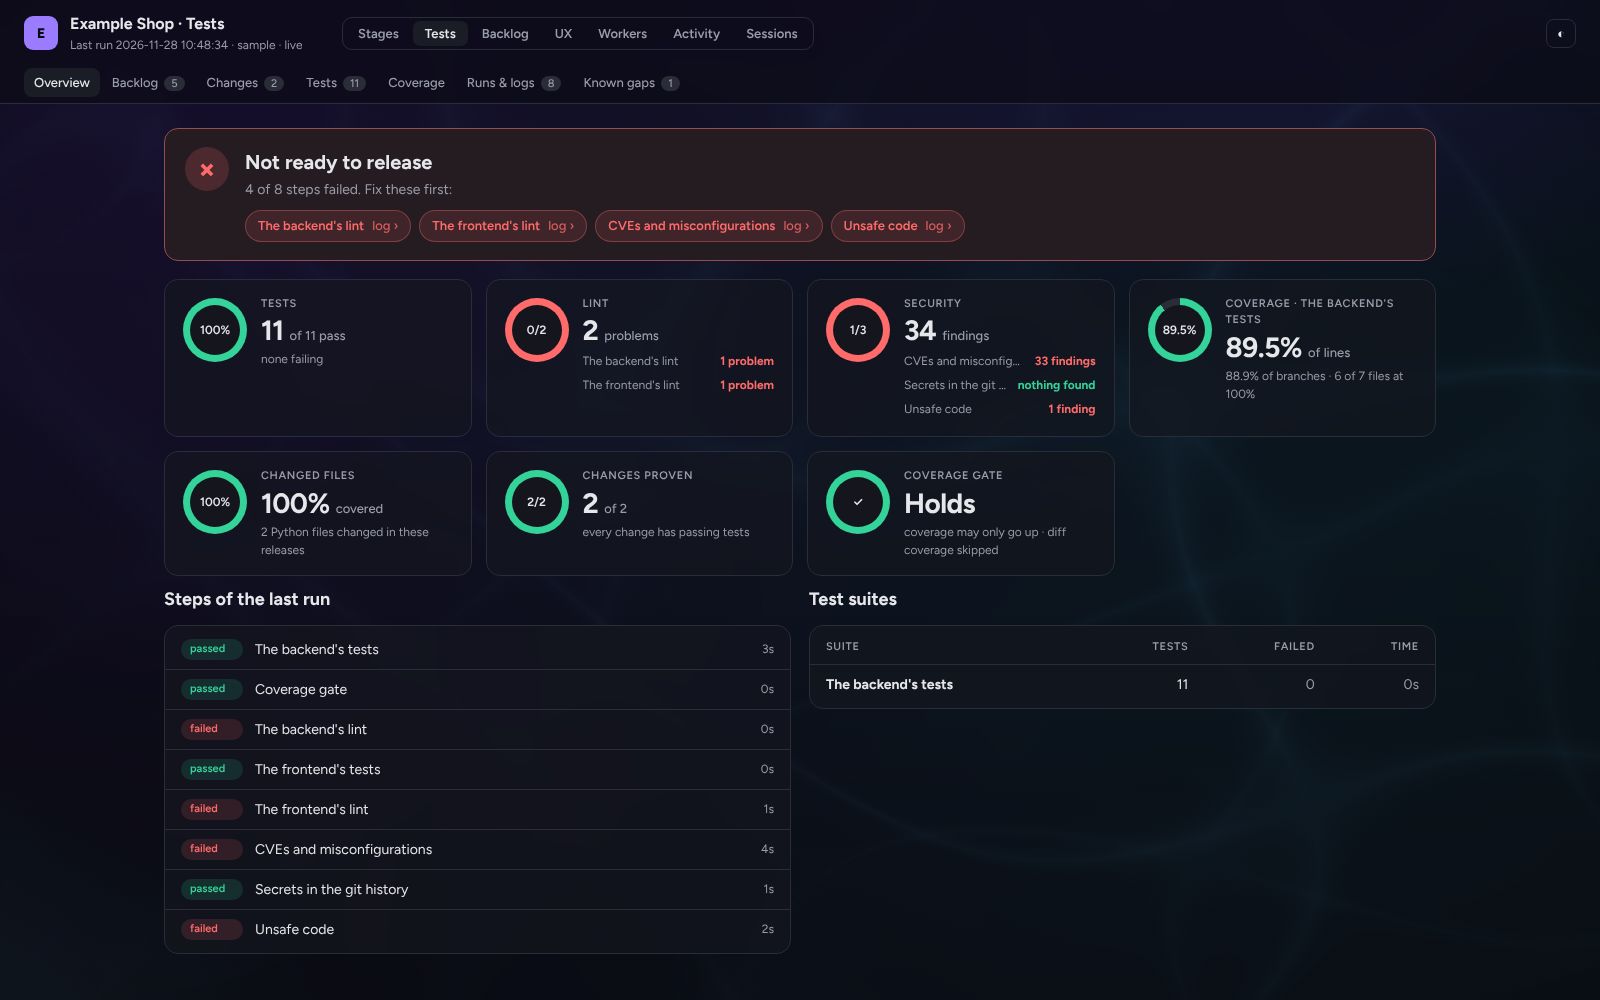 E
Example Shop · Tests
Last run 2026-11-28 10:48:34 · sample · live
Stages Tests Backlog UX Workers Activity Sessions
Overview Backlog 5 Changes 2 Tests 11 Coverage Runs & logs 8 Known gaps 1
Not ready to release
4 of 8 steps failed. Fix these first:
The backend's lint log › The frontend's lint log › CVEs and misconfigurations log › Unsafe code log ›
100%
TESTS
11 of 11 pass
none failing
0/2
LINT
2 problems
The backend's lint 1 problem
The frontend's lint 1 problem
1/3
SECURITY
34 findings
CVEs and misconfig... 33 findings
Secrets in the git ... nothing found
Unsafe code 1 finding
89.5%
COVERAGE · THE BACKEND'S
TESTS
89.5% of lines
88.9% of branches · 6 of 7 files at
100%
100%
CHANGED FILES
100% covered
2 Python files changed in these
releases
2/2
CHANGES PROVEN
2 of 2
every change has passing tests
✓
COVERAGE GATE
Holds
coverage may only go up · diff
coverage skipped
Steps of the last run
passed The backend's tests 3s
passed Coverage gate 0s
failed The backend's lint 0s
passed The frontend's tests 0s
failed The frontend's lint 1s
failed CVEs and misconfigurations 4s
passed Secrets in the git history 1s
failed Unsafe code 2s
Test suites
SUITE TESTS FAILED TIME
The backend's tests 11 0 0s